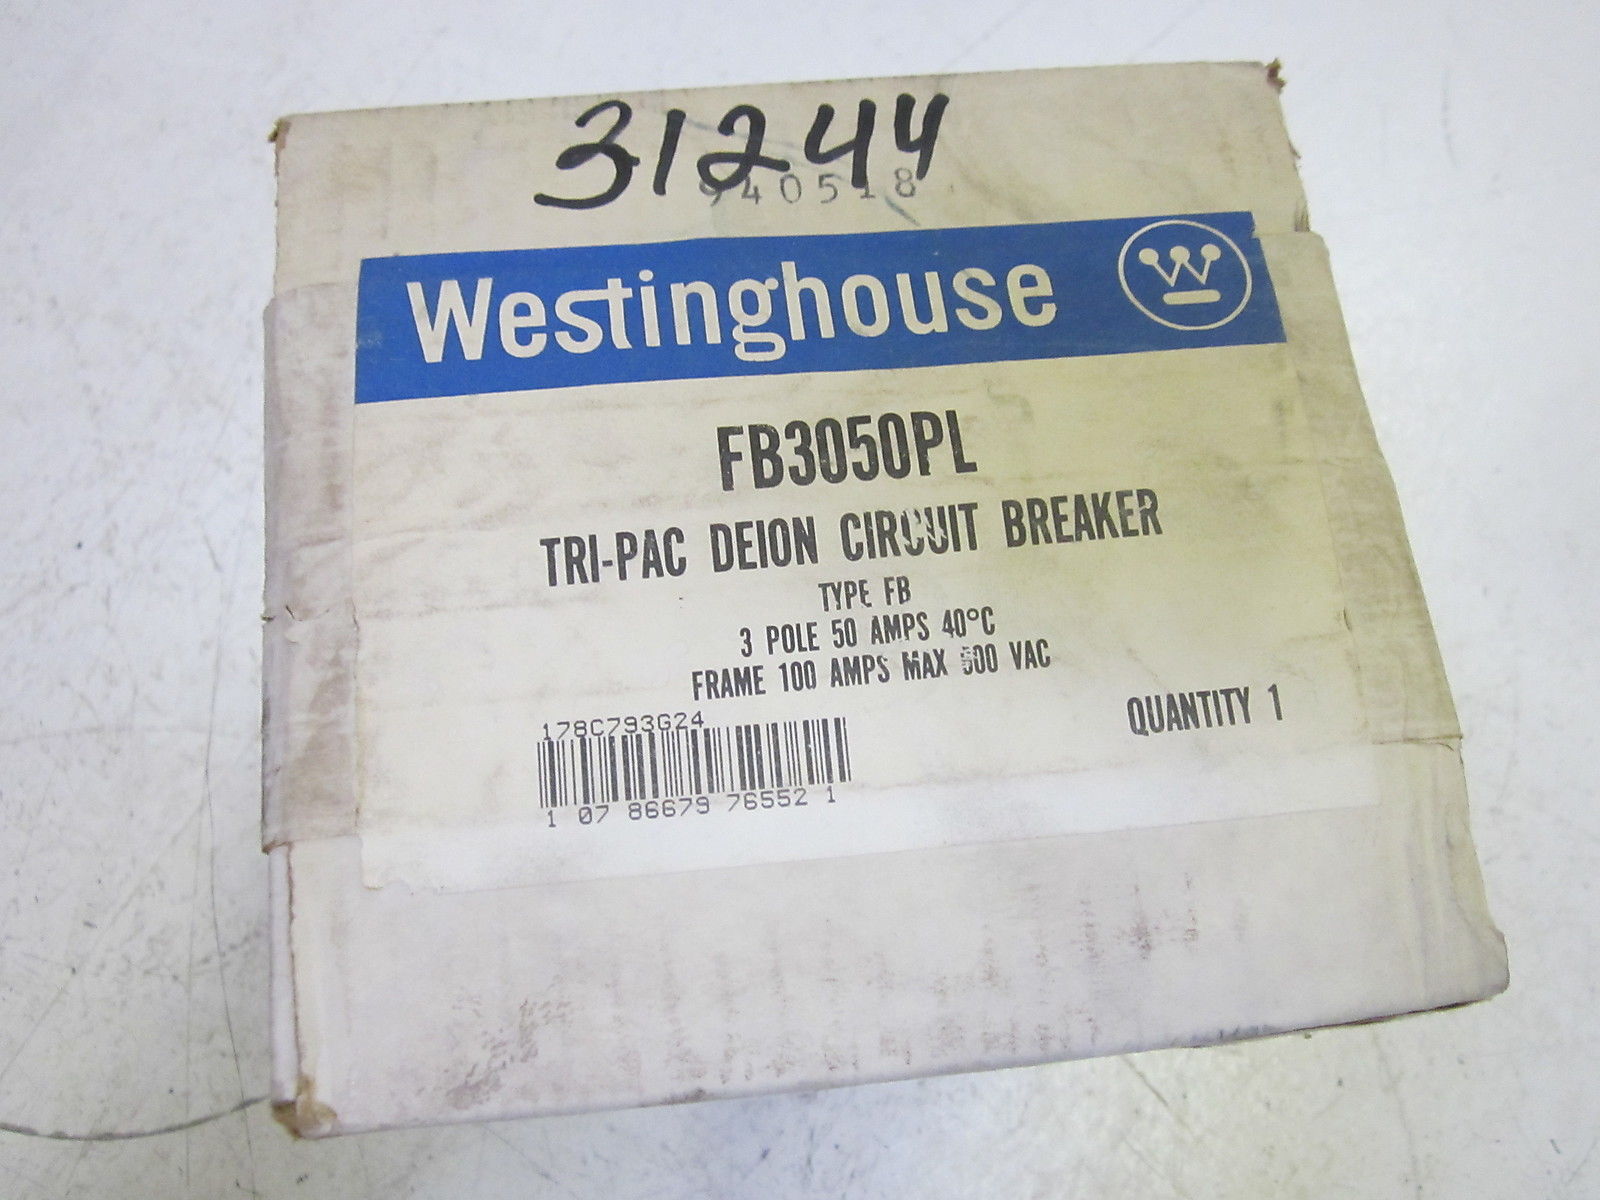 31244
940518
Westinghouse
FB3050PL
TRI-PAC DEION CIRCUIT BREAKER
TYPE FB
3 POLE 50 AMPS 40°C
FRAME 100 AMPS MAX VAC
QUANTITY 1
178C793G24
1 07 86679 76552 1